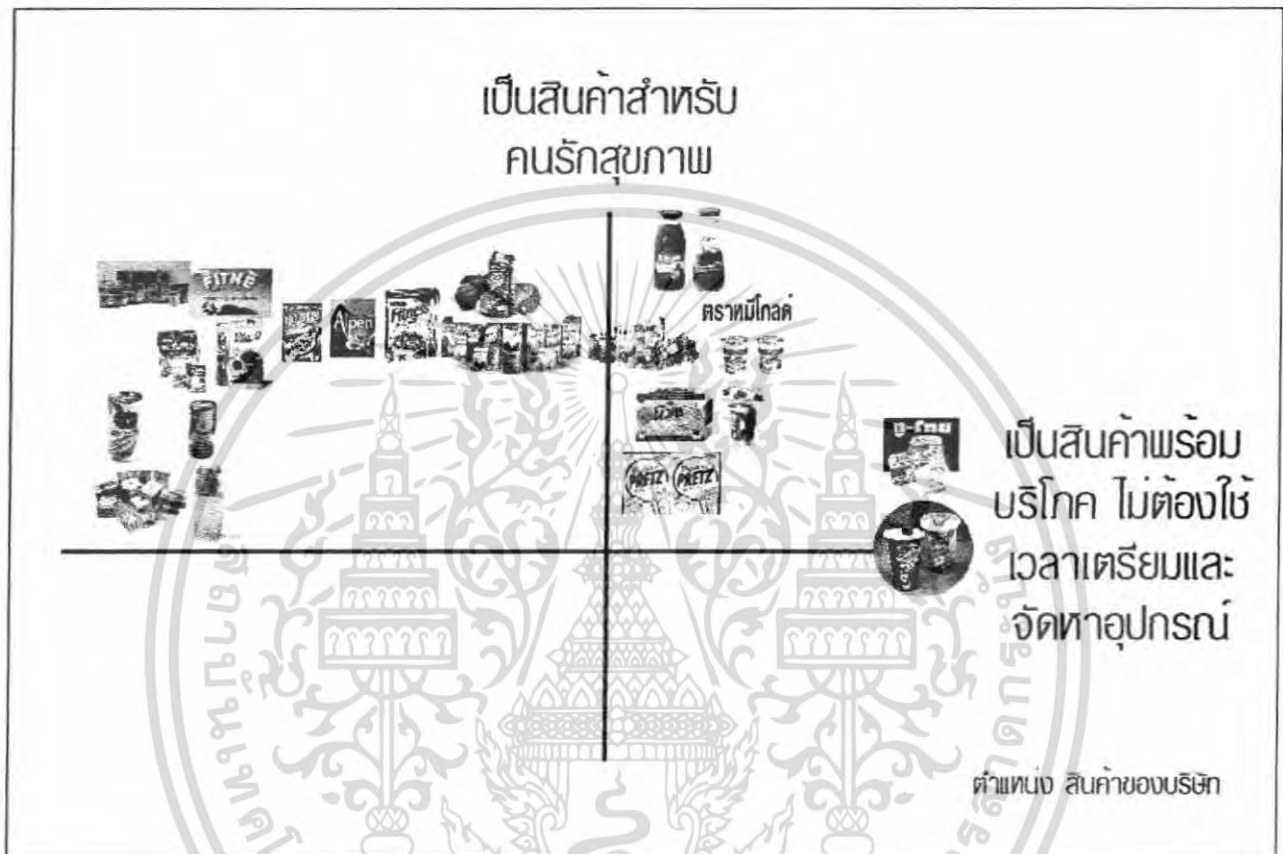 เป็นสินค้าสำหรับ
คนรักสุขภาพ
FITNE
Alpen
ตราหมีโกลด์
PRETZ PRETZ
ยู-ไทย
เป็นสินค้าพร้อม
บริโภค ไม่ต้องใช้
เวลาเตรียมและ
จัดหาอุปกรณ์
ตำแหน่ง สินค้าของบริษัท